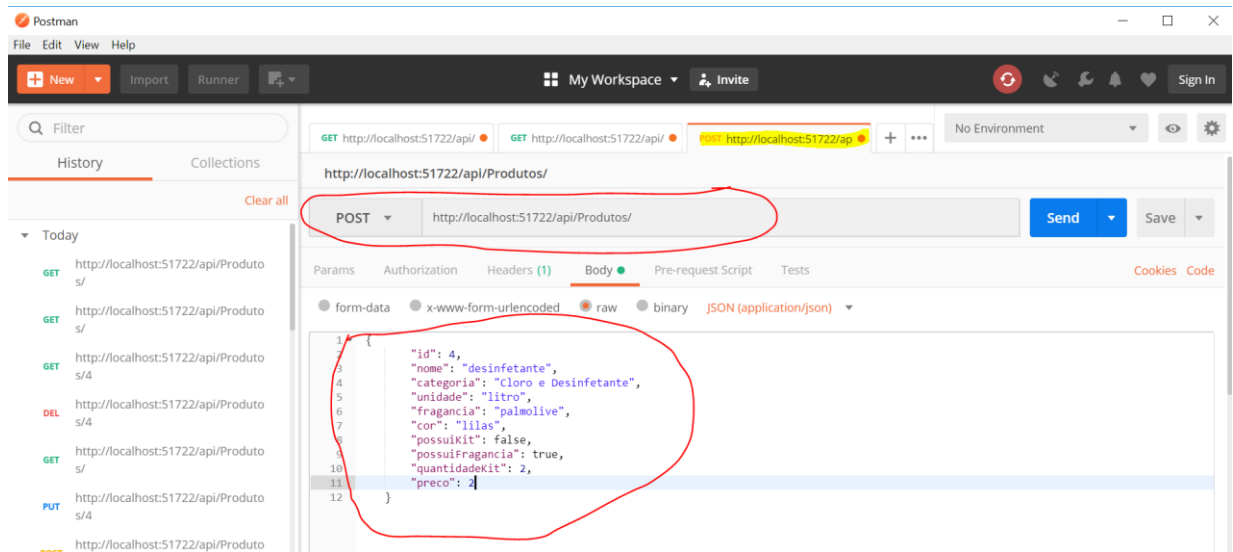 Postman
File Edit View Help
New Import Runner My Workspace Invite Sign In
Filter
History Collections
Clear all
Today
GET http://localhost:51722/api/Produto
s/
GET http://localhost:51722/api/Produto
s/
GET http://localhost:51722/api/Produto
s/4
DEL http://localhost:51722/api/Produto
s/4
GET http://localhost:51722/api/Produto
s/
PUT http://localhost:51722/api/Produto
s/4
POST http://localhost:51722/api/Produto
GET http://localhost:51722/api/ GET http://localhost:51722/api/ POST http://localhost:51722/ap + ••• No Environment
http://localhost:51722/api/Produtos/
POST http://localhost:51722/api/Produtos/ Send Save
Params Authorization Headers (1) Body Pre-request Script Tests Cookies Code
form-data x-www-form-urlencoded raw binary JSON (application/json)
1 {
2 "id": 4,
3 "nome": "desinfetante",
4 "categoria": "Cloro e Desinfetante",
5 "unidade": "litro",
6 "fragancia": "palmolive",
7 "cor": "lilas",
8 "possuiKit": false,
9 "possuiFragancia": true,
10 "quantidadeKit": 2,
11 "preco": 2
12 }